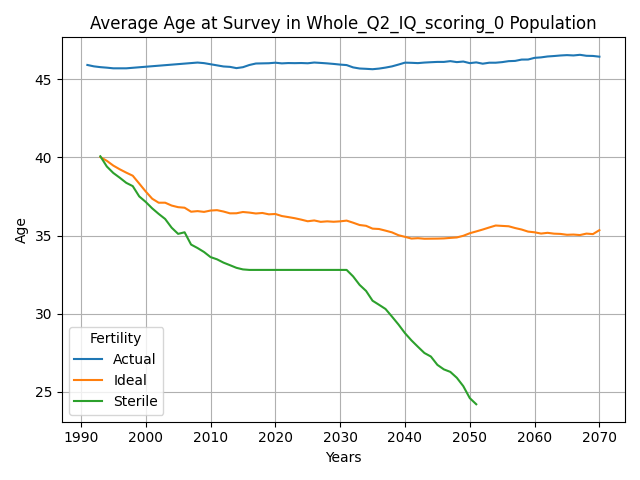 Average Age at Survey in Whole_Q2_IQ_scoring_0 Population
45
40
35
30
25
Age
Fertility
Actual
Ideal
Sterile
1990 2000 2010 2020 2030 2040 2050 2060 2070
Years